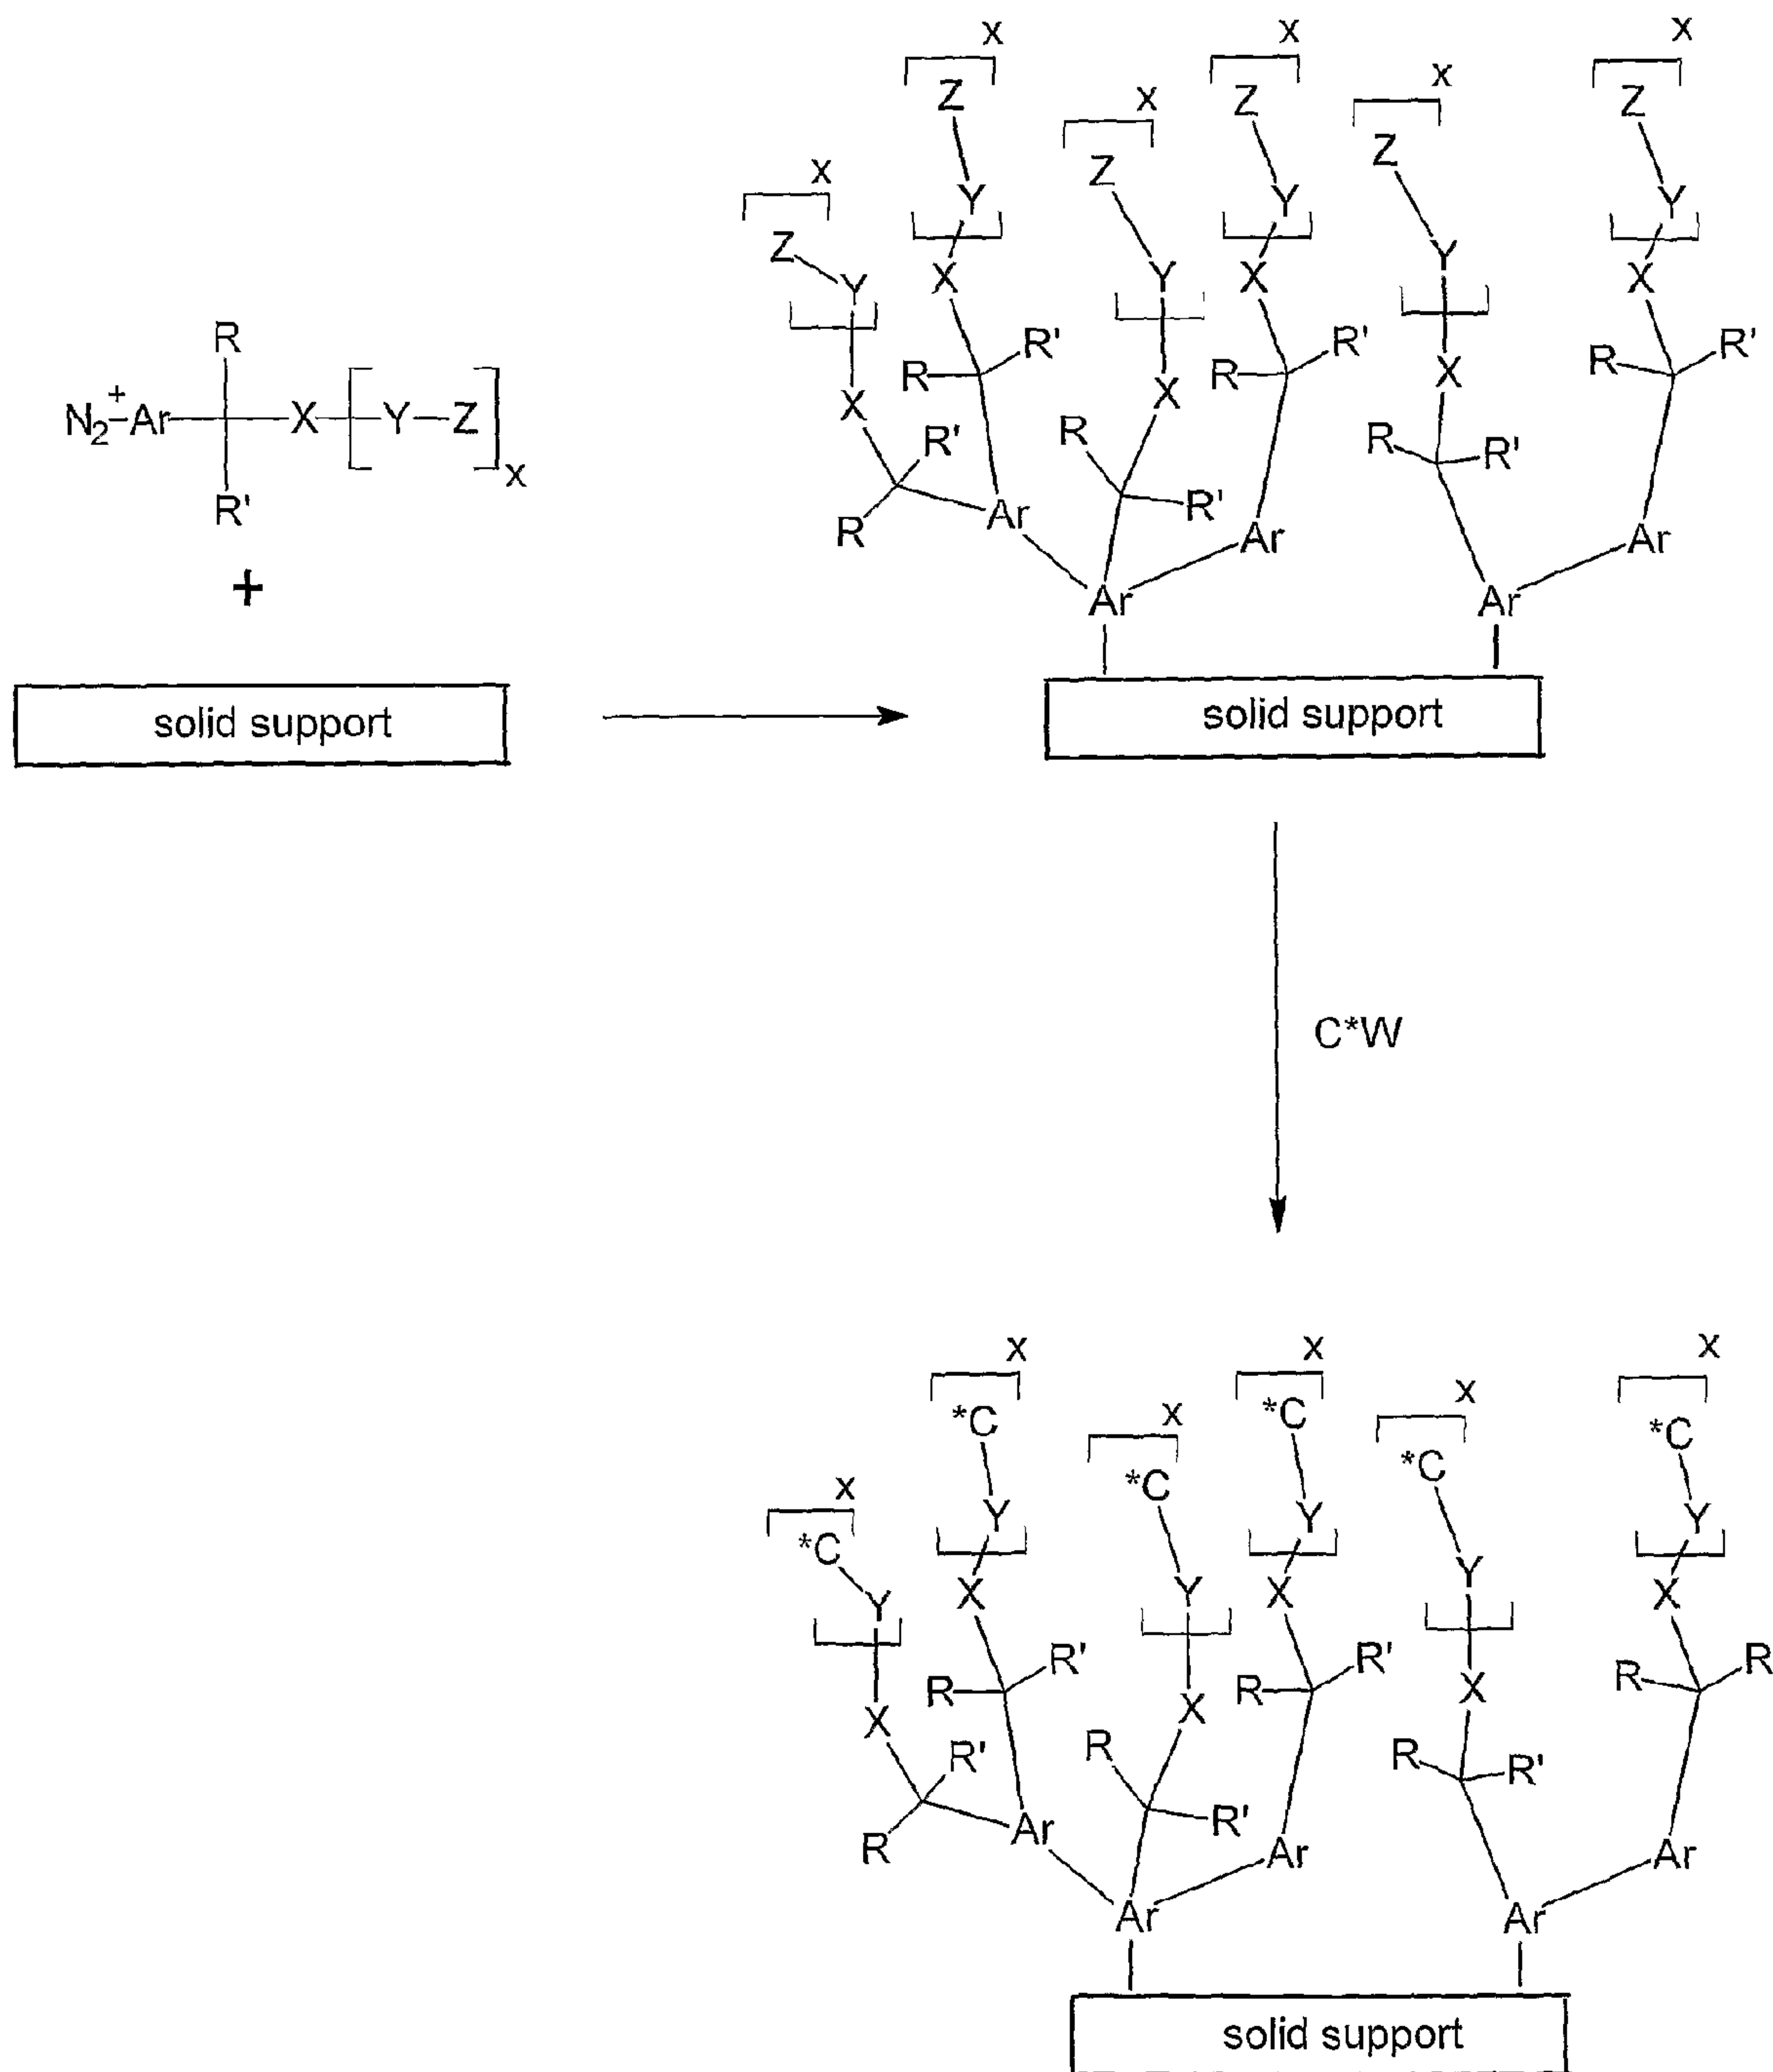 R
N2+-Ar X [Y-Z]x
R'
+
solid support
x x x x x x
Z Z Z Z Z Z
Y Y Y Y Y Y
X X X X X X
R R' R R' R R' R R' R R' R R'
Ar Ar Ar
Ar Ar
solid support
C*W
x x x x x x
*C *C *C *C *C *C
Y Y Y Y Y Y
X X X X X X
R R' R R' R R' R R' R R' R R
Ar Ar Ar
Ar Ar
solid support